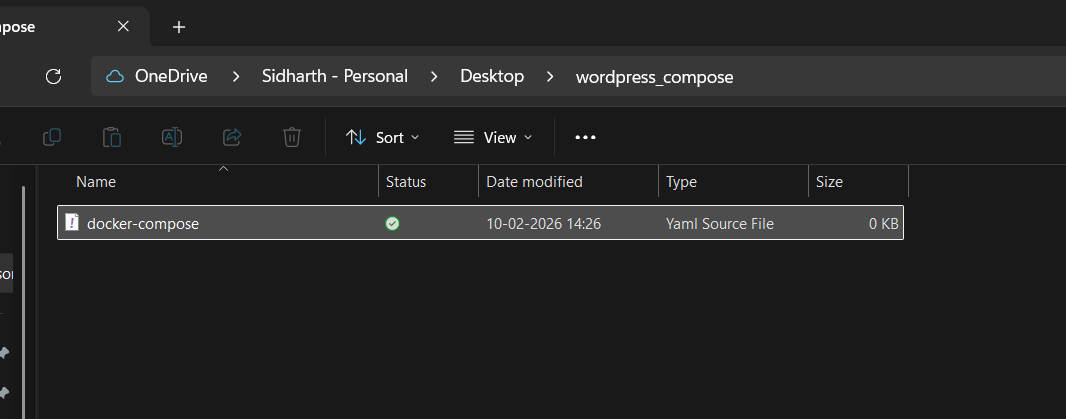 mpose
OneDrive > Sidharth - Personal > Desktop > wordpress_compose
Sort View
Name Status Date modified Type Size
docker-compose 10-02-2026 14:26 Yaml Source File 0 KB